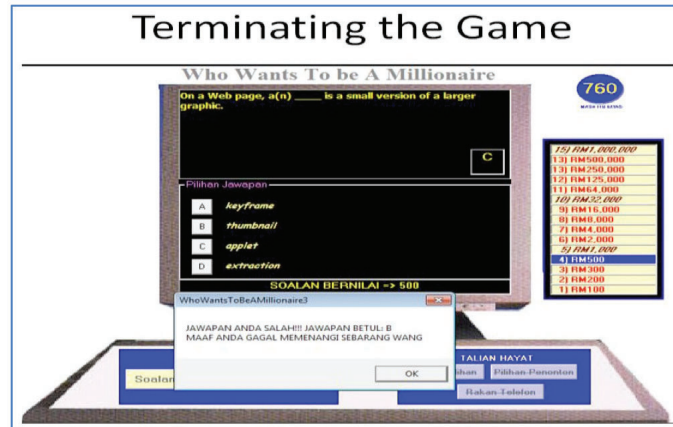 Terminating the Game
Who Wants To be A Millionaire
760
On a Web page, a(n) ____ is a small version of a larger
graphic.
C
Pilihan Jawapan
A keyframe
B thumbnail
C applet
D extraction
SOALAN BERNILAI => 500
15) RM1,000,000
13) RM500,000
13) RM250,000
12) RM125,000
11) RM64,000
10) RM32,000
9) RM16,000
8) RM8,000
7) RM4,000
6) RM2,000
5) RM1,000
4) RM500
3) RM300
2) RM200
1) RM100
WhoWantsToBeAMillionaire3
JAWAPAN ANDA SALAH!!! JAWAPAN BETUL: B
MAAF ANDA GAGAL MEMENANGI SEBARANG WANG
OK
Soalan
TALIAN HAYAT
Pilihan-Penonton
Rakan-Telefon